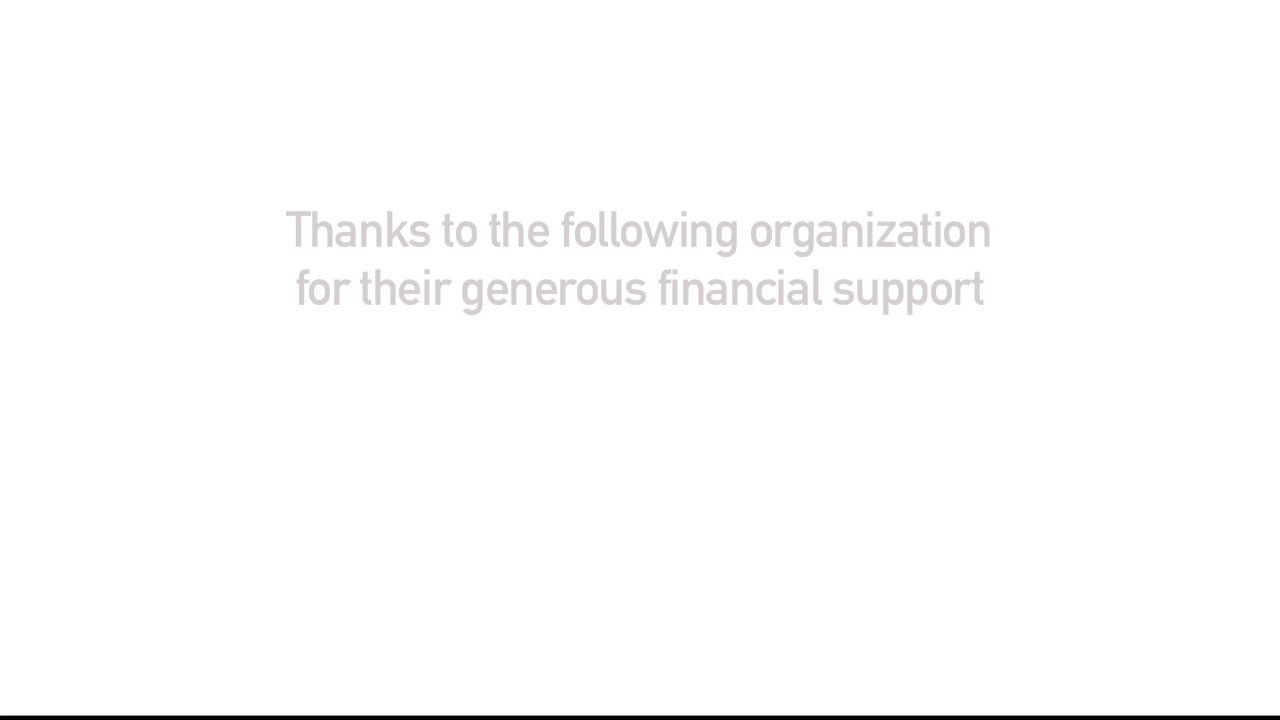 Thanks to the following organization
for their generous financial support